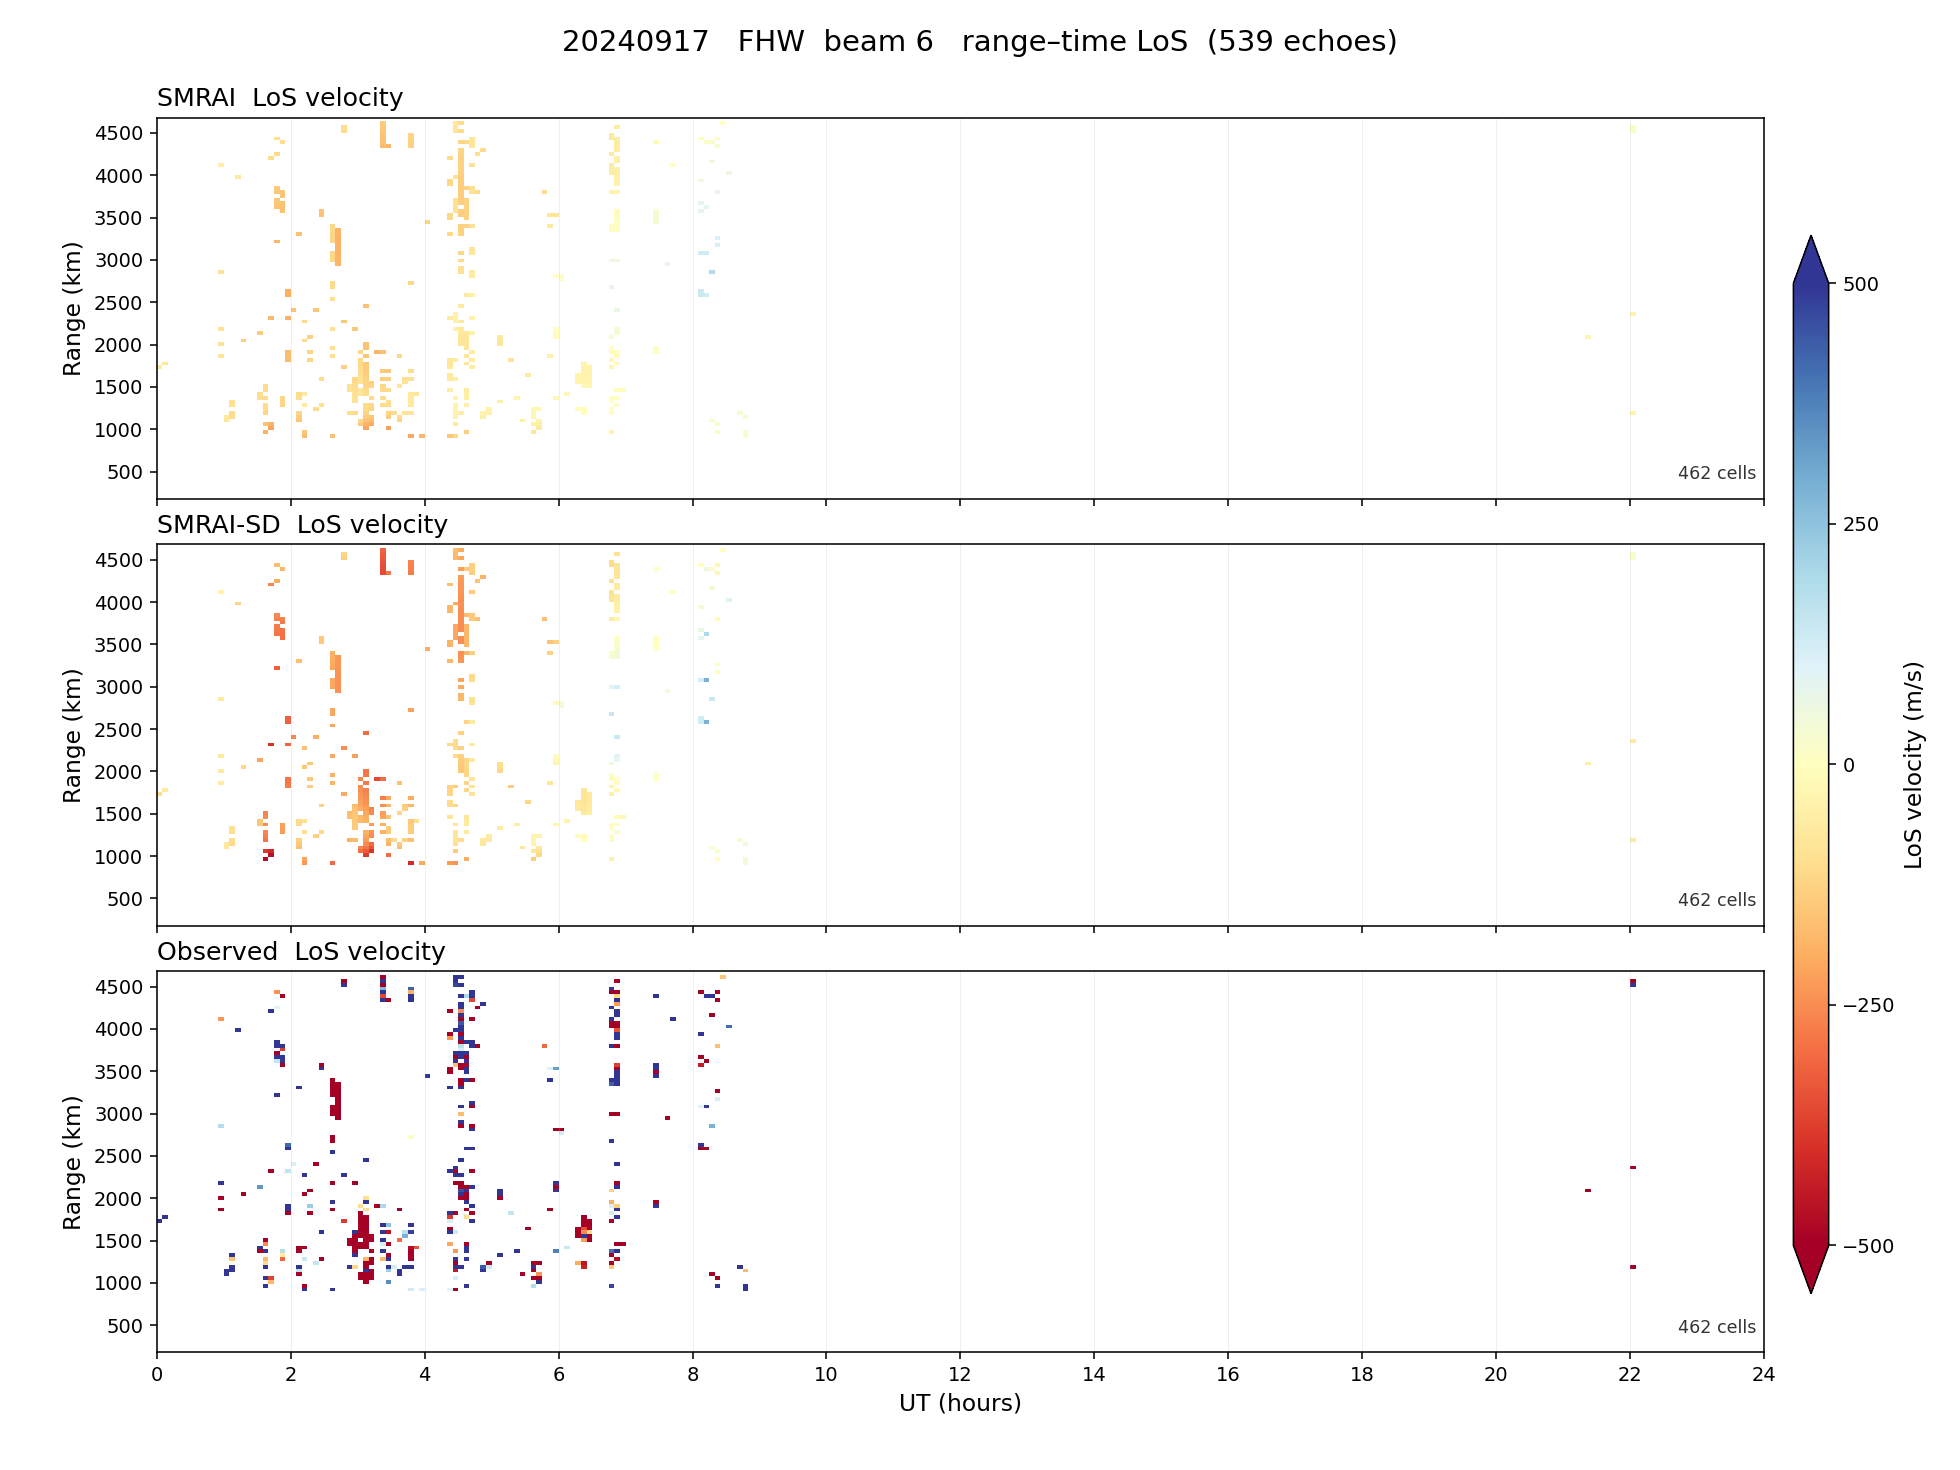 20240917   FHW  beam 6   range–time LoS  (539 echoes)
SMRAI  LoS velocity
4500
4000
3500
3000
2500
2000
1500
1000
500
Range (km)
462 cells
SMRAI-SD  LoS velocity
4500
4000
3500
3000
2500
2000
1500
1000
500
Range (km)
462 cells
Observed  LoS velocity
4500
4000
3500
3000
2500
2000
1500
1000
500
Range (km)
462 cells
0 2 4 6 8 10 12 14 16 18 20 22 24
UT (hours)
500
250
0
−250
−500
LoS velocity (m/s)